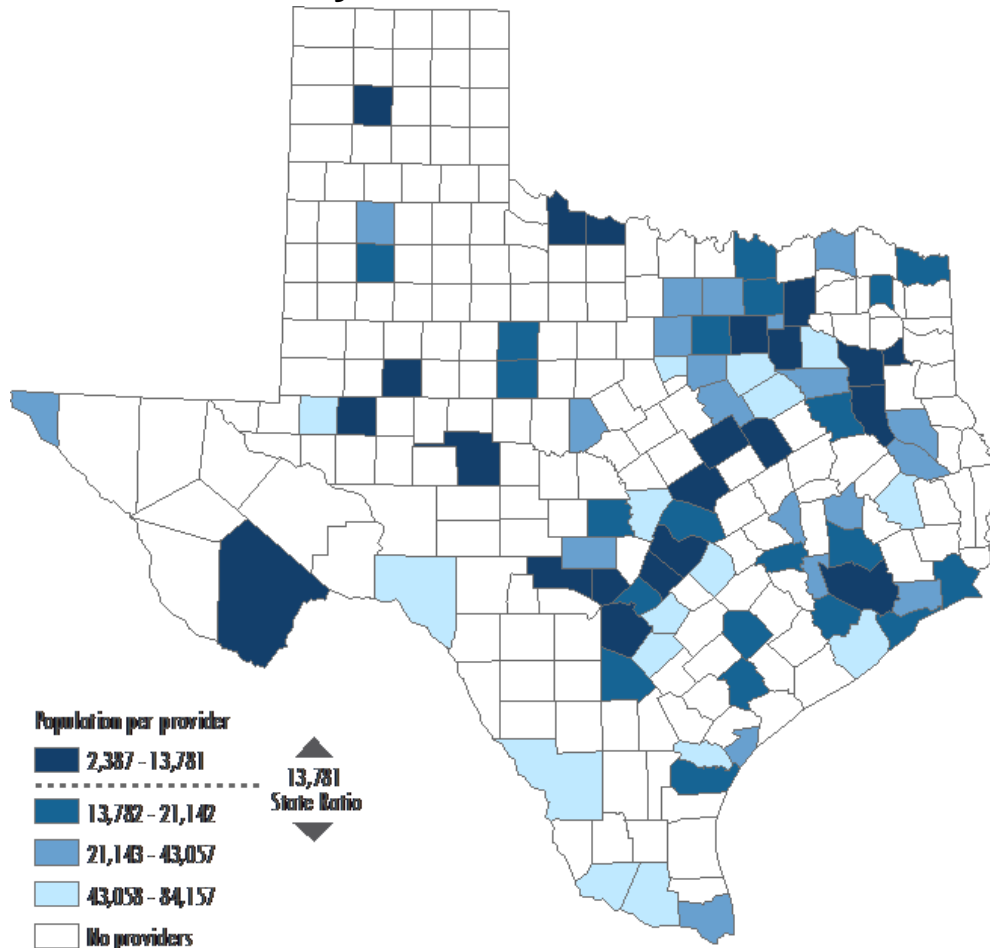 Population per provider
2,387 - 13,781
13,781
State Ratio
13,782 - 21,142
21,143 - 43,057
43,058 - 84,157
No providers